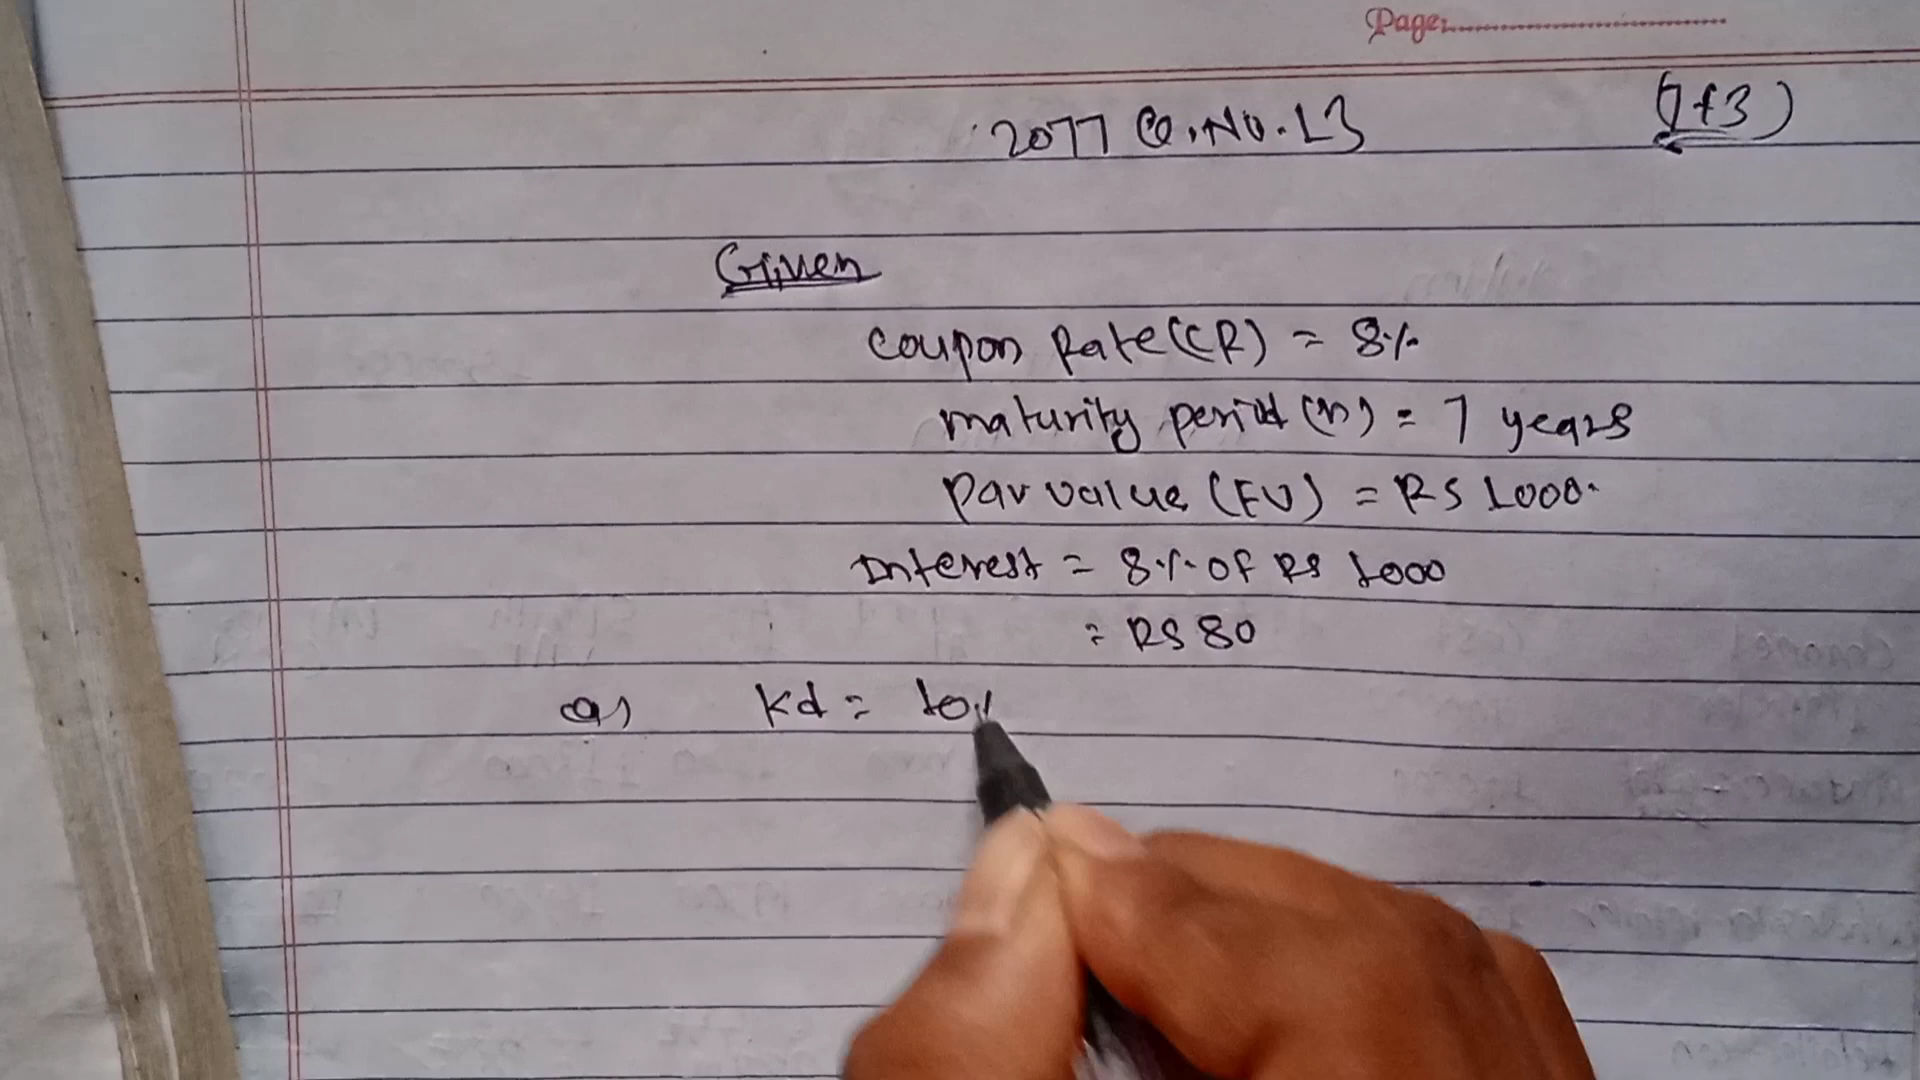 Page:
2077 Q.No.13 (7+3)
Given
Coupon Rate (CR) = 8%
maturity period (n) = 7 years
Par value (FV) = RS 1000.
Interest = 8% OF RS 1000
= RS 80
a) Kd = 10%